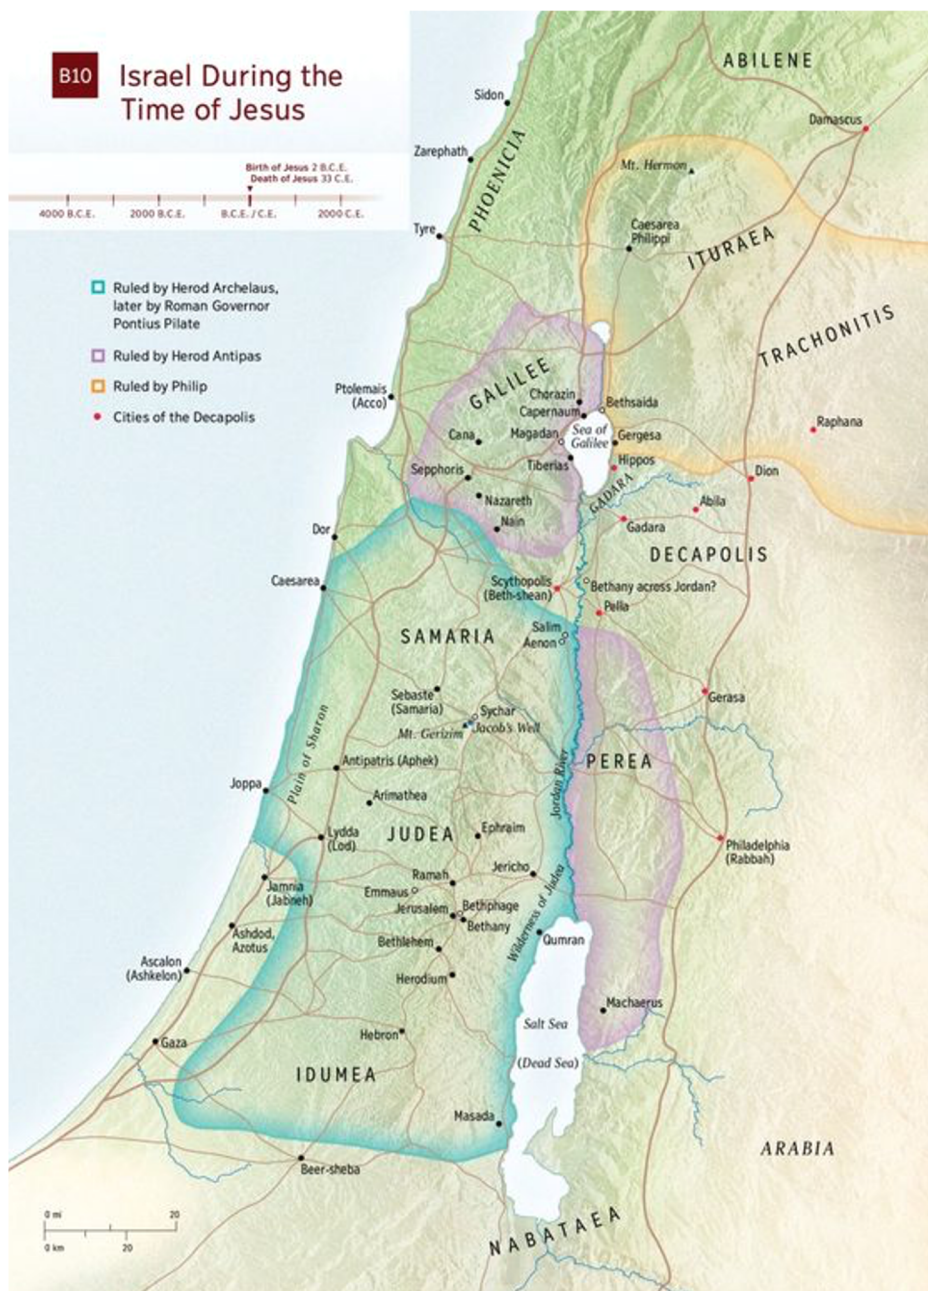 B10
Israel During the
Time of Jesus
Birth of Jesus 2 B.C.E.
Death of Jesus 33 C.E.
4000 B.C.E.
2000 B.C.E.
B.C.E. / C.E.
2000 C.E.
Ruled by Herod Archelaus,
later by Roman Governor
Pontius Pilate
Ruled by Herod Antipas
Ruled by Philip
Cities of the Decapolis
ABILENE
Sidon
Damascus
Zarephath
PHOENICIA
Mt. Hermon
Tyre
Caesarea
Philippi
ITURAEA
TRACHONITIS
GALILEE
Ptolemais
(Acco)
Chorazin
Bethsaida
Capernaum
Raphana
Cana
Magadan
Sea of
Galilee
Gergesa
Tiberias
Hippos
Dion
Sepphoris
GADARA
Nazareth
Abila
Nain
Gadara
Dor
DECAPOLIS
Caesarea
Scythopolis
(Beth-shean)
Bethany across Jordan?
Pella
SAMARIA
Salim
Aenon
Sebaste
(Samaria)
Gerasa
Sychar
Mt. Gerizim
Jacob's Well
Plain of Sharon
Jordan River
PEREA
Antipatris (Aphek)
Joppa
Arimathea
JUDEA
Ephraim
Lydda
(Lod)
Philadelphia
(Rabbah)
Jericho
Ramah
Jamnia
(Jabneh)
Emmaus
Jerusalem
Bethphage
Bethany
Wilderness of Judea
Ashdod,
Azotus
Bethlehem
Qumran
Ascalon
(Ashkelon)
Herodium
Machaerus
Salt Sea
(Dead Sea)
Hebron
Gaza
IDUMEA
Masada
ARABIA
Beer-sheba
NABATAEA
0 mi
20
0 km
20